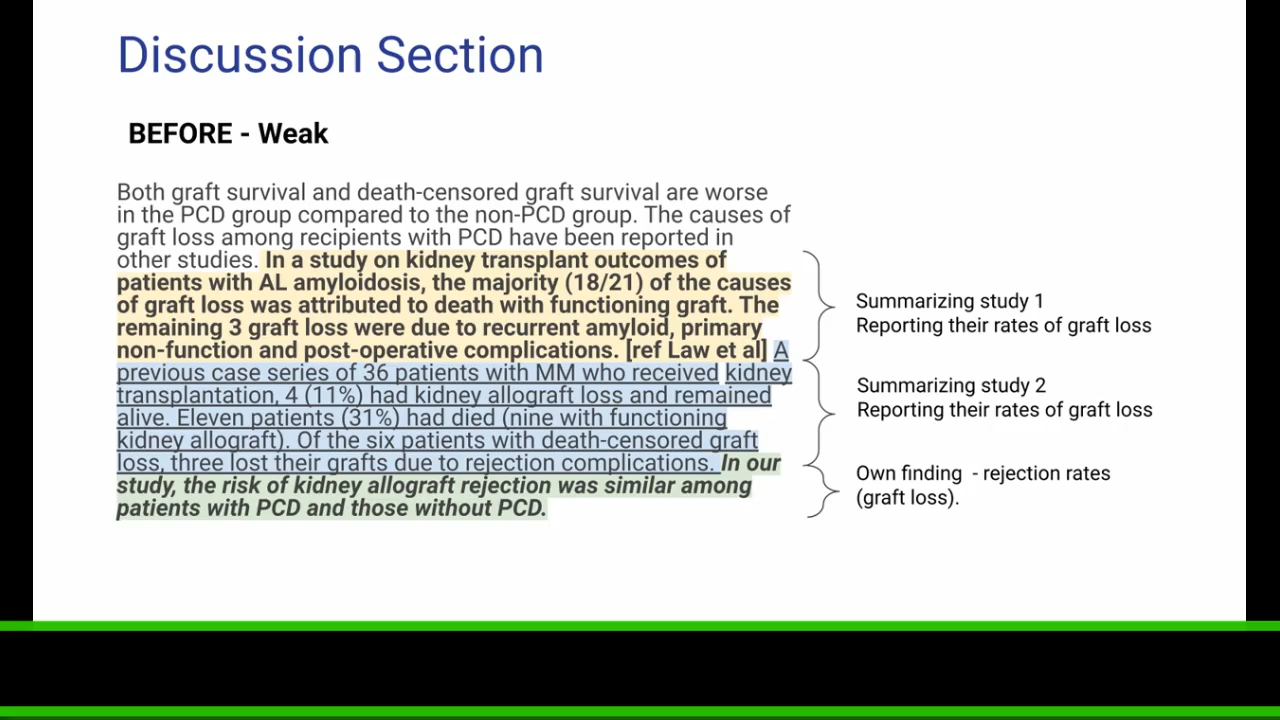 Discussion Section
BEFORE - Weak
Both graft survival and death-censored graft survival are worse
in the PCD group compared to the non-PCD group. The causes of
graft loss among recipients with PCD have been reported in
other studies. In a study on kidney transplant outcomes of
patients with AL amyloidosis, the majority (18/21) of the causes
of graft loss was attributed to death with functioning graft. The
remaining 3 graft loss were due to recurrent amyloid, primary
non-function and post-operative complications. [ref Law et al] A
previous case series of 36 patients with MM who received kidney
transplantation, 4 (11%) had kidney allograft loss and remained
alive. Eleven patients (31%) had died (nine with functioning
kidney allograft). Of the six patients with death-censored graft
loss, three lost their grafts due to rejection complications. In our
study, the risk of kidney allograft rejection was similar among
patients with PCD and those without PCD.
Summarizing study 1
Reporting their rates of graft loss
Summarizing study 2
Reporting their rates of graft loss
Own finding - rejection rates
(graft loss).